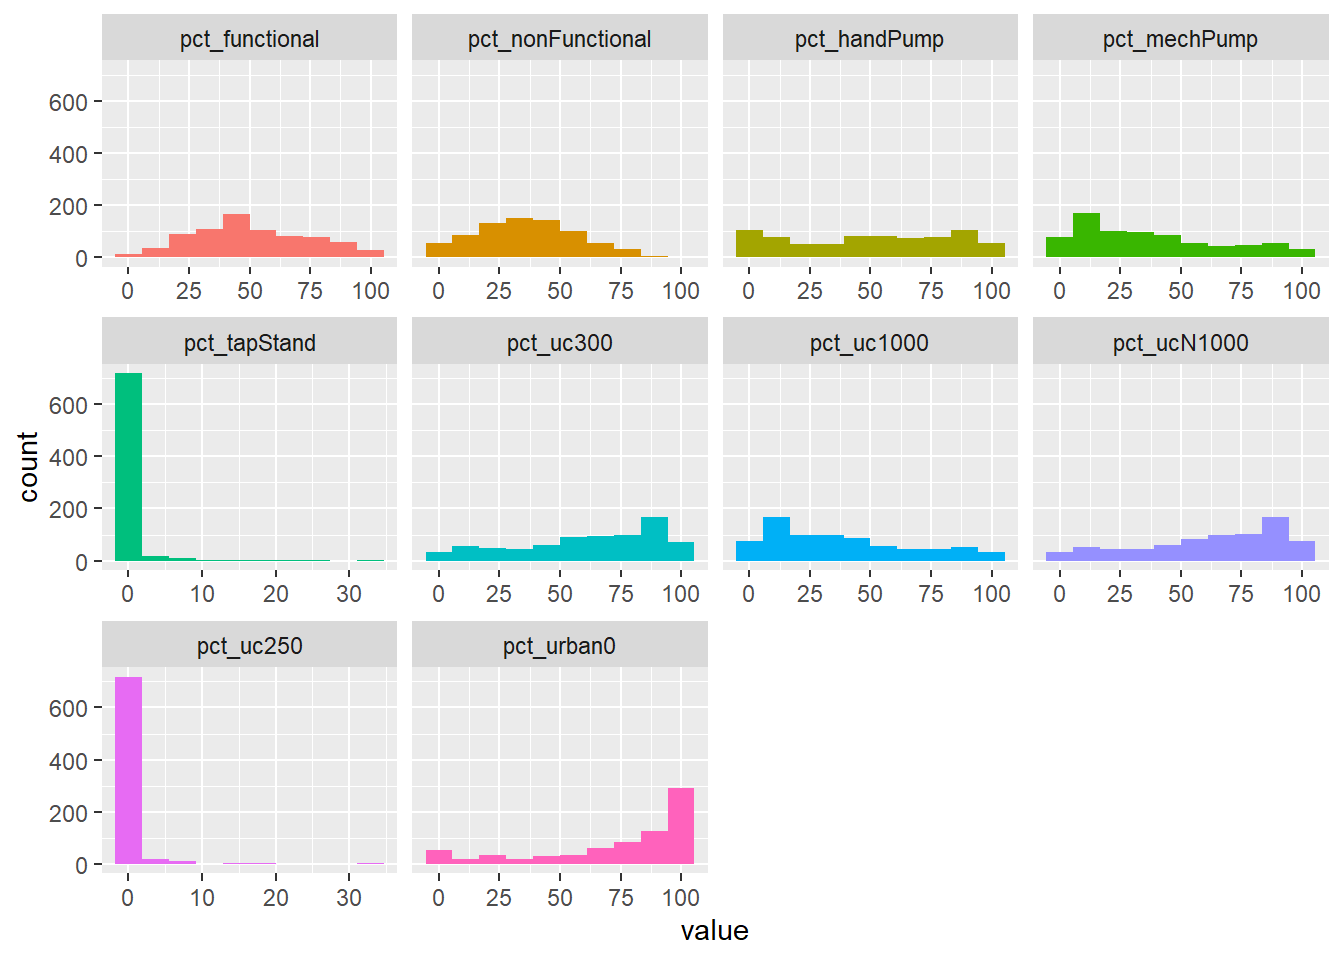 pct_functional pct_nonFunctional pct_handPump pct_mechPump
600
400
200
0
0 25 50 75 100 0 25 50 75 100 0 25 50 75 100 0 25 50 75 100
pct_tapStand pct_uc300 pct_uc1000 pct_ucN1000
600
400
200
0
count
0 10 20 30 0 25 50 75 100 0 25 50 75 100 0 25 50 75 100
pct_uc250 pct_urban0
600
400
200
0
0 10 20 30 0 25 50 75 100
value